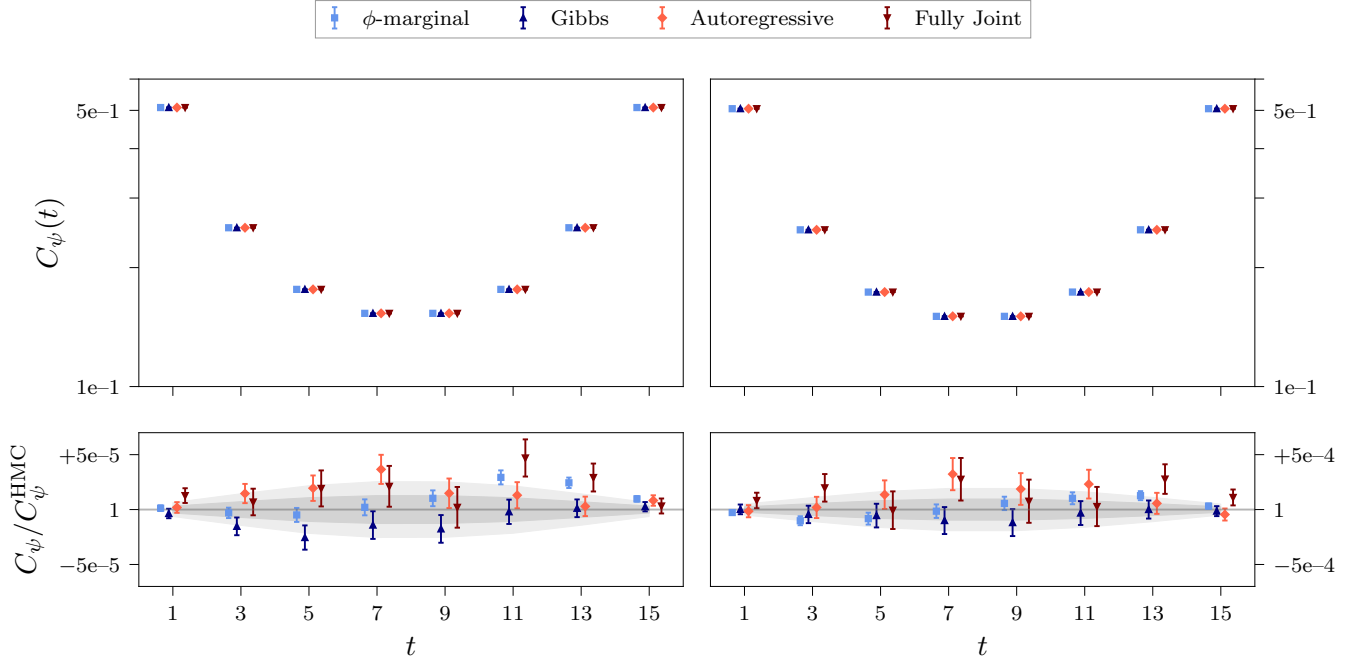 ϕ-marginal Gibbs Autoregressive Fully Joint
5e–1 5e–1
C_ψ(t)
1e–1 1e–1
+5e–5 +5e–4
C_ψ/C_ψ^HMC
1 1
−5e–5 −5e–4
1 3 5 7 9 11 13 15 1 3 5 7 9 11 13 15
t t